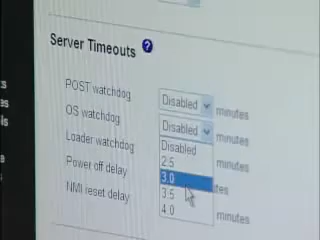 Server Timeouts ?
POST watchdog Disabled minutes
OS watchdog Disabled minutes
Loader watchdog Disabled minutes
2.5
Power off delay 3.0 utes
3.5
NMI reset delay 4.0 minutes